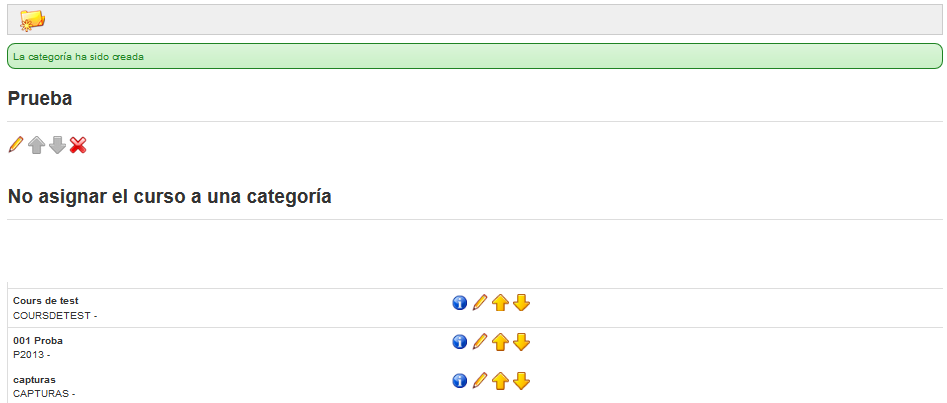 La categoría ha sido creada
Prueba
No asignar el curso a una categoría
Cours de test
COURSDETEST -
001 Proba
P2013 -
capturas
CAPTURAS -